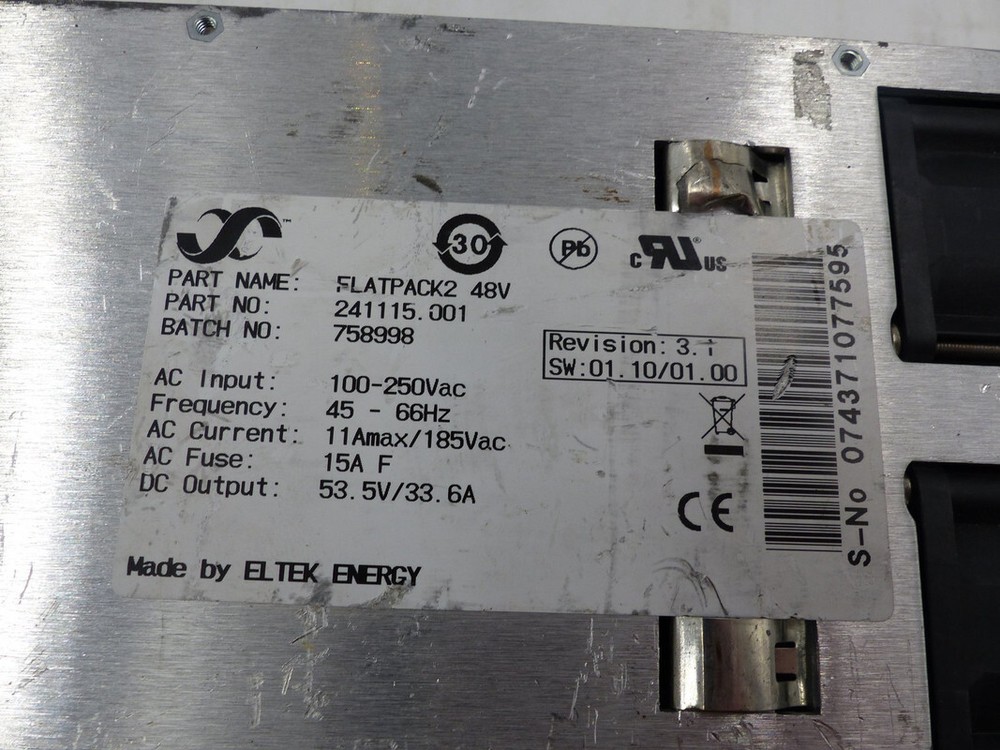 ™
30
Pb
c RU ® US
PART NAME: FLATPACK2 48V
PART NO: 241115.001
BATCH NO: 758998
Revision: 3.
SW:01.10/01.00
AC Input: 100-250Vac
Frequency: 45 - 66Hz
AC Current: 11Amax/185Vac
AC Fuse: 15A F
DC Output: 53.5V/33.6A
CE
Made by ELTEK ENERGY
S-No 074371077595